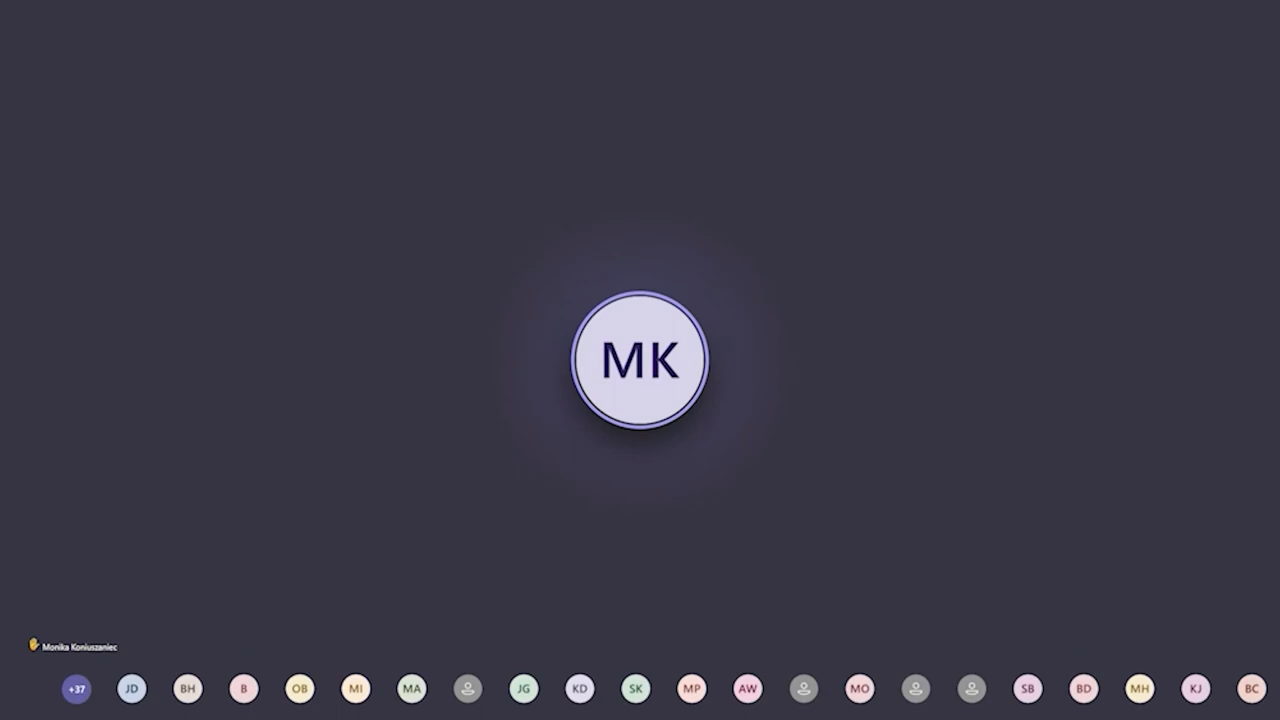 MK
Monika Koniuszaniec
+37 JD BH B OB MI MA JG KD SK MP AW MO SB BD MH KJ BC